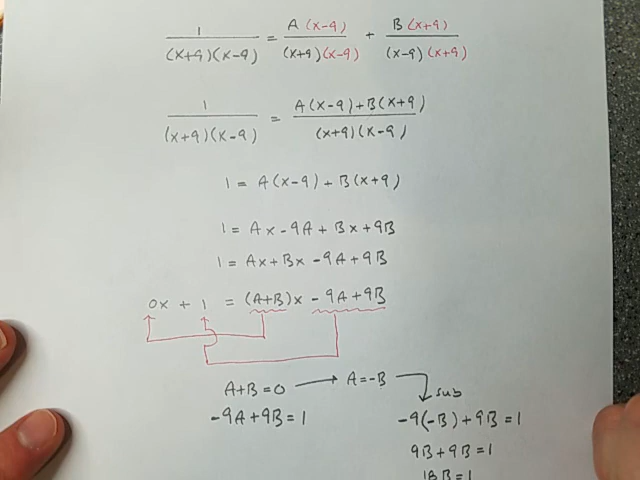 1/((x+9)(x-9)) = A(x-9)/((x+9)(x-9)) + B(x+9)/((x-9)(x+9))
1/((x+9)(x-9)) = (A(x-9)+B(x+9))/((x+9)(x-9))
1 = A(x-9) + B(x+9)
1 = Ax - 9A + Bx + 9B
1 = Ax + Bx - 9A + 9B
0x + 1 = (A+B)x - 9A + 9B
A+B=0 → A=-B
sub
-9A+9B=1
-9(-B)+9B=1
9B+9B=1
18B=1